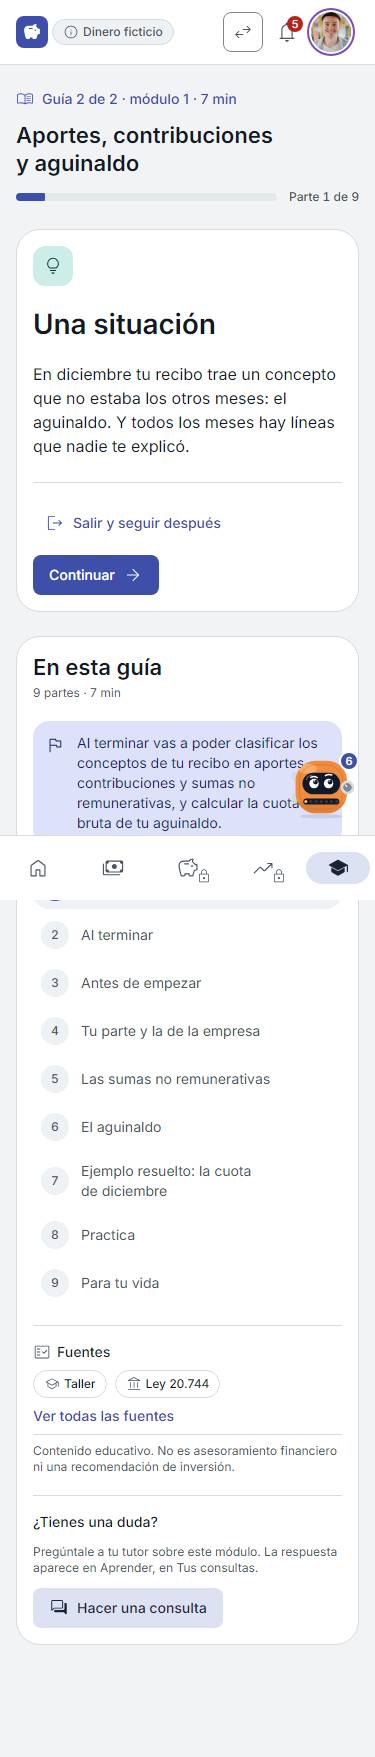 Dinero ficticio
5
Guía 2 de 2 · módulo 1 · 7 min
Aportes, contribuciones
y aguinaldo
Parte 1 de 9
Una situación
En diciembre tu recibo trae un concepto
que no estaba los otros meses: el
aguinaldo. Y todos los meses hay líneas
que nadie te explicó.
Salir y seguir después
Continuar
En esta guía
9 partes · 7 min
Al terminar vas a poder clasificar los
conceptos de tu recibo en aportes,
contribuciones y sumas no
remunerativas, y calcular la cuota
bruta de tu aguinaldo.
6
2 Al terminar
3 Antes de empezar
4 Tu parte y la de la empresa
5 Las sumas no remunerativas
6 El aguinaldo
7 Ejemplo resuelto: la cuota
de diciembre
8 Practica
9 Para tu vida
Fuentes
Taller
Ley 20.744
Ver todas las fuentes
Contenido educativo. No es asesoramiento financiero
ni una recomendación de inversión.
¿Tienes una duda?
Pregúntale a tu tutor sobre este módulo. La respuesta
aparece en Aprender, en Tus consultas.
Hacer una consulta